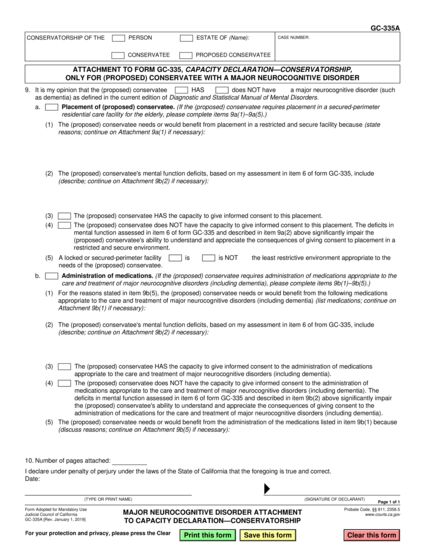 GC-335A
CONSERVATORSHIP OF THE PERSON ESTATE OF (Name): CASE NUMBER:
CONSERVATEE PROPOSED CONSERVATEE
ATTACHMENT TO FORM GC-335, CAPACITY DECLARATION—CONSERVATORSHIP,
ONLY FOR (PROPOSED) CONSERVATEE WITH A MAJOR NEUROCOGNITIVE DISORDER
9. It is my opinion that the (proposed) conservatee HAS does NOT have a major neurocognitive disorder (such
as dementia) as defined in the current edition of Diagnostic and Statistical Manual of Mental Disorders.
a. Placement of (proposed) conservatee. (If the (proposed) conservatee requires placement in a secured-perimeter
residential care facility for the elderly, please complete items 9a(1)–9a(5).)
(1) The (proposed) conservatee needs or would benefit from placement in a restricted and secure facility because (state
reasons; continue on Attachment 9a(1) if necessary):
(2) The (proposed) conservatee's mental function deficits, based on my assessment in item 6 of form GC-335, include
(describe; continue on Attachment 9b(2) if necessary):
(3) The (proposed) conservatee HAS the capacity to give informed consent to this placement.
(4) The (proposed) conservatee does NOT have the capacity to give informed consent to this placement. The deficits in
mental function assessed in item 6 of form GC-335 and described in item 9a(2) above significantly impair the
(proposed) conservatee's ability to understand and appreciate the consequences of giving consent to placement in a
restricted and secure environment.
(5) A locked or secured-perimeter facility is is NOT the least restrictive environment appropriate to the
needs of the (proposed) conservatee.
b. Administration of medications. (If the (proposed) conservatee requires administration of medications appropriate to the
care and treatment of major neurocognitive disorders (including dementia), please complete items 9b(1)–9b(5).)
(1) For the reasons stated in item 9b(5), the (proposed) conservatee needs or would benefit from the following medications
appropriate to the care and treatment of major neurocognitive disorders (including dementia) (list medications; continue on
Attachment 9b(1) if necessary):
(2) The (proposed) conservatee's mental function deficits, based on my assessment in item 6 of from GC-335, include
(describe; continue on Attachment 9b(2) if necessary):
(3) The (proposed) conservatee HAS the capacity to give informed consent to the administration of medications
appropriate to the care and treatment of major neurocognitive disorders (including dementia).
(4) The (proposed) conservatee does NOT have the capacity to give informed consent to the administration of
medications appropriate to the care and treatment of major neurocognitive disorders (including dementia). The
deficits in mental function assessed in item 6 of form GC-335 and described in item 9b(2) above significantly impair
the (proposed) conservatee's ability to understand and appreciate the consequences of giving consent to the
administration of medications for the care and treatment of major neurocognitive disorders (including dementia).
(5) The (proposed) conservatee needs or would benefit from the administration of the medications listed in item 9b(1) because
(discuss reasons; continue on Attachment 9b(5) if necessary):
10. Number of pages attached:
I declare under penalty of perjury under the laws of the State of California that the foregoing is true and correct.
Date:
(TYPE OR PRINT NAME) (SIGNATURE OF DECLARANT)
Page 1 of 1
Form Adopted for Mandatory Use
Judicial Council of California
GC-335A [Rev. January 1, 2019]
MAJOR NEUROCOGNITIVE DISORDER ATTACHMENT
TO CAPACITY DECLARATION—CONSERVATORSHIP
Probate Code, §§ 811, 2356.5
www.courts.ca.gov
For your protection and privacy, please press the Clear
Print this form Save this form Clear this form